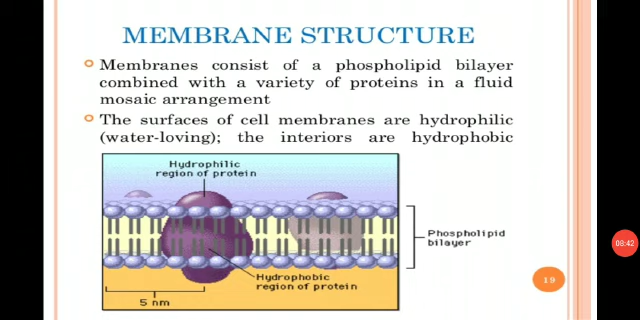 MEMBRANE STRUCTURE
Membranes consist of a phospholipid bilayer
combined with a variety of proteins in a fluid
mosaic arrangement
The surfaces of cell membranes are hydrophilic
(water-loving); the interiors are hydrophobic
Hydrophilic
region of protein
Phospholipid
bilayer
Hydrophobic
region of protein
5 nm
19
08:42